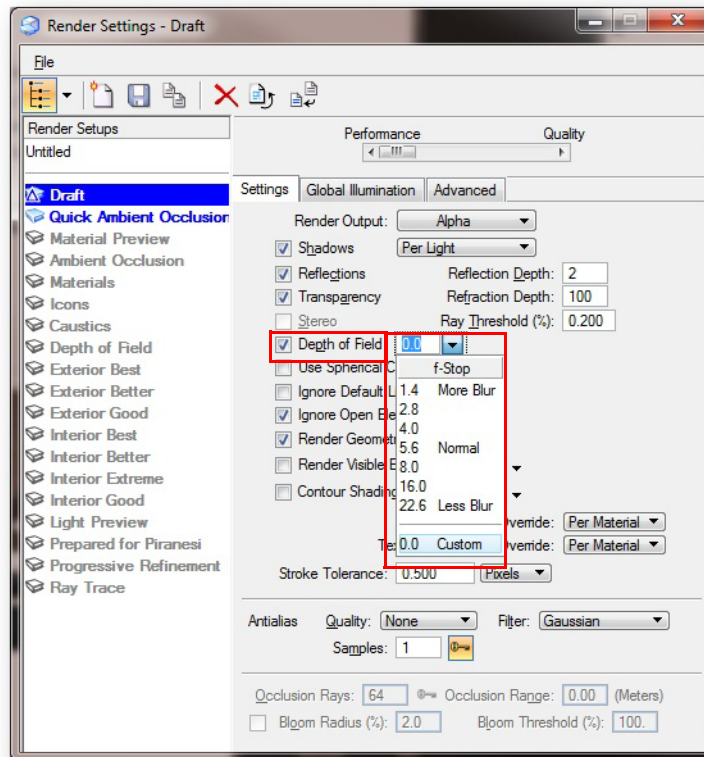 Render Settings - Draft
File
Render Setups
Untitled
Draft
Quick Ambient Occlusion
Material Preview
Ambient Occlusion
Materials
Icons
Caustics
Depth of Field
Exterior Best
Exterior Better
Exterior Good
Interior Best
Interior Better
Interior Extreme
Interior Good
Light Preview
Prepared for Piranesi
Progressive Refinement
Ray Trace
Performance Quality
Settings Global Illumination Advanced
Render Output: Alpha
Shadows Per Light
Reflections Reflection Depth: 2
Transparency Refraction Depth: 100
Stereo Ray Threshold (%): 0.200
Depth of Field 0.0
Use Spherical C
f-Stop
Ignore Default L
1.4 More Blur
2.8
Ignore Open Ele
4.0
Render Geomet
5.6 Normal
Render Visible E
8.0
Contour Shading
16.0
22.6 Less Blur
verride: Per Material
Te
0.0 Custom
verride: Per Material
Stroke Tolerance: 0.500 Pixels
Antialias Quality: None Filter: Gaussian
Samples: 1
Occlusion Rays: 64 Occlusion Range: 0.00 (Meters)
Bloom Radius (%): 2.0 Bloom Threshold (%): 100.